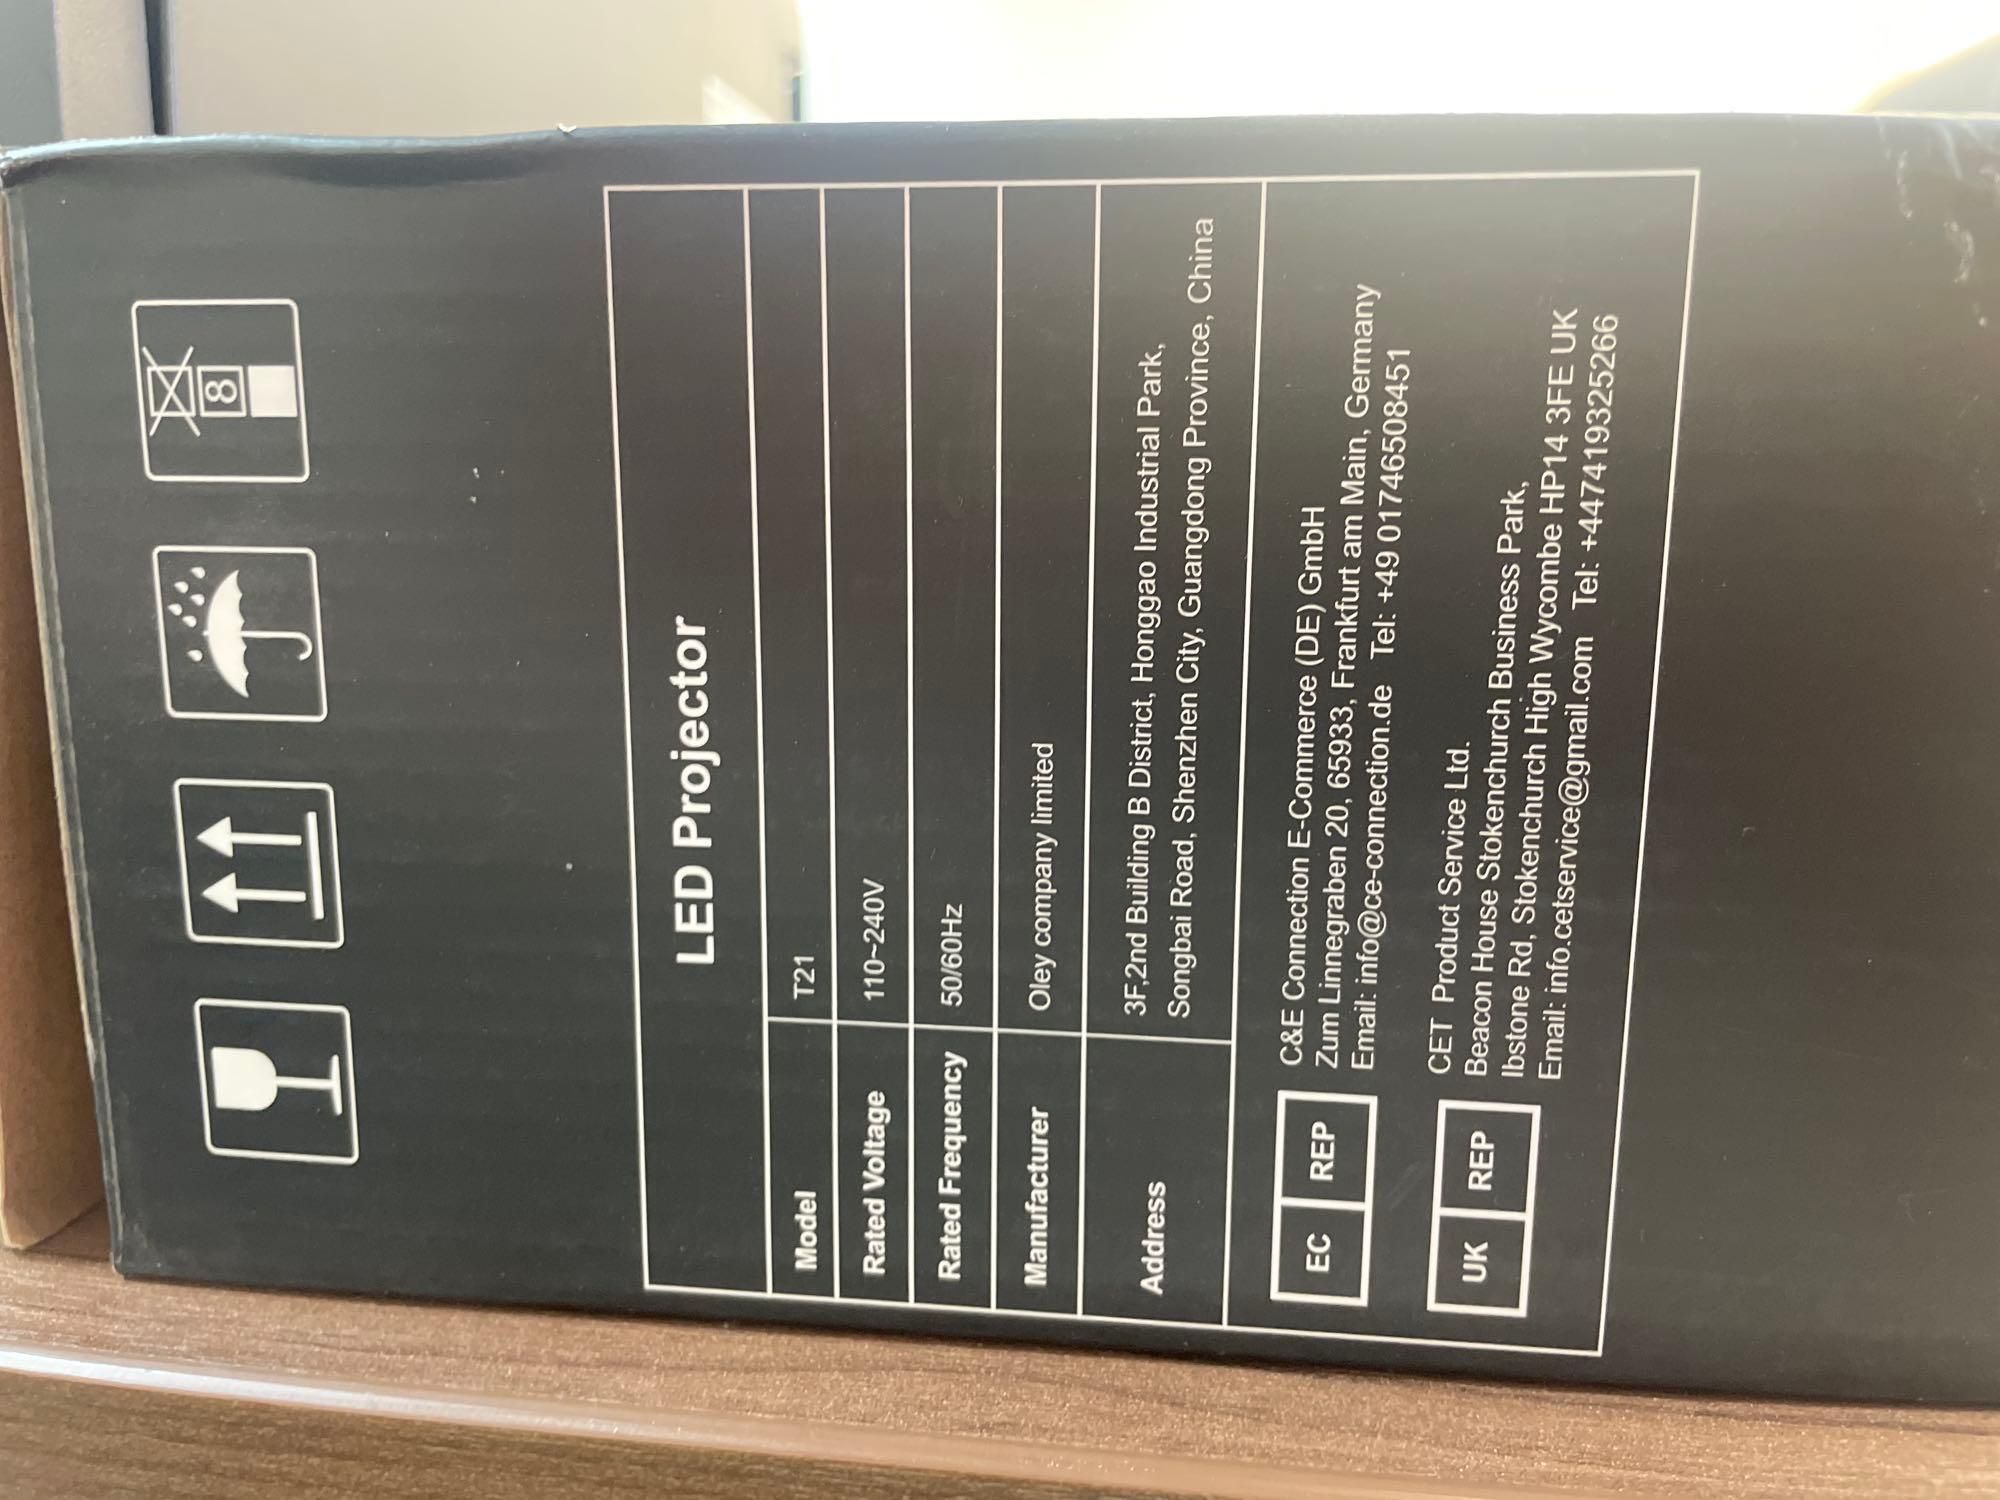 8
LED Projector
Model T21
Rated Voltage 110~240V
Rated Frequency 50/60Hz
Manufacturer Oley company limited
Address 3F,2nd Building B District, Honggao Industrial Park,
Songbai Road, Shenzhen City, Guangdong Province, China
EC REP C&E Connection E-Commerce (DE) GmbH
Zum Linnegraben 20, 65933, Frankfurt am Main, Germany
Email: info@ce-connection.de Tel: +49 01746508451
UK REP CET Product Service Ltd.
Beacon House Stokenchurch Business Park,
Ibstone Rd, Stokenchurch High Wycombe HP14 3FE UK
Email: info.cetservice@gmail.com Tel: +447419325266